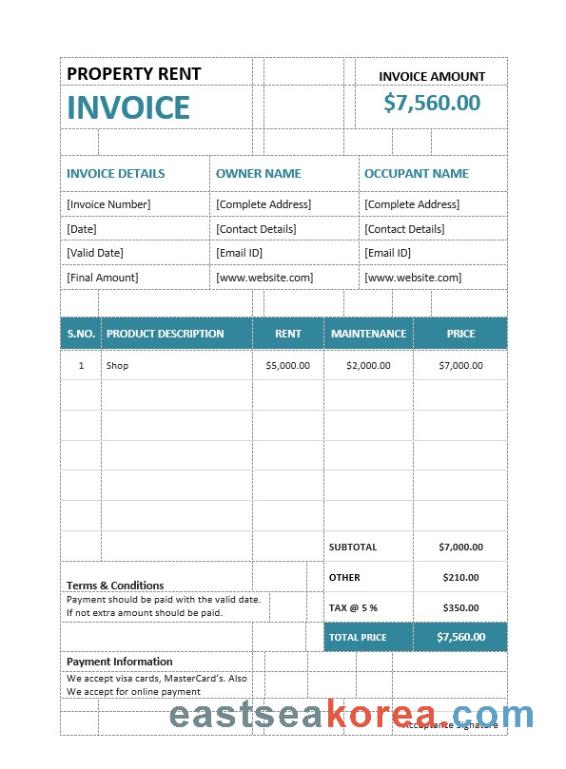 PROPERTY RENT
INVOICE AMOUNT
INVOICE
$7,560.00
INVOICE DETAILS OWNER NAME OCCUPANT NAME
[Invoice Number] [Complete Address] [Complete Address]
[Date] [Contact Details] [Contact Details]
[Valid Date] [Email ID] [Email ID]
[Final Amount] [www.website.com] [www.website.com]
S.NO. PRODUCT DESCRIPTION RENT MAINTENANCE PRICE
1 Shop $5,000.00 $2,000.00 $7,000.00
SUBTOTAL $7,000.00
OTHER $210.00
Terms & Conditions
Payment should be paid with the valid date.
If not extra amount should be paid.
TAX @ 5 % $350.00
TOTAL PRICE $7,560.00
Payment Information
We accept visa cards, MasterCard's. Also
We accept for online payment
eastseakorea.com
Acceptance Signature